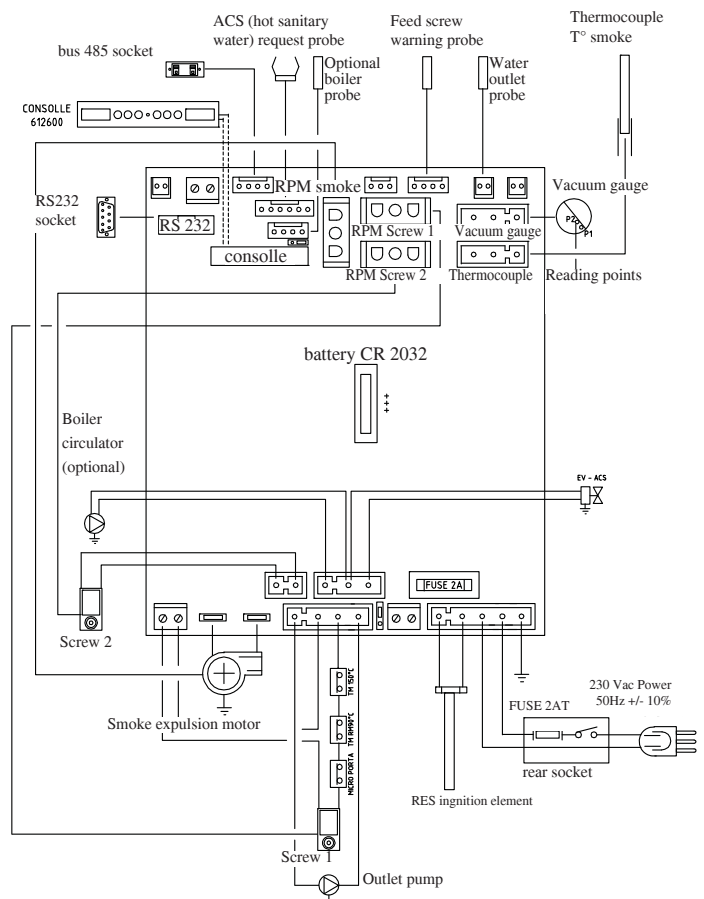 Thermocouple
T° smoke
ACS (hot sanitary
water) request probe
Feed screw
warning probe
bus 485 socket
Optional
boiler
probe
Water
outlet
probe
CONSOLLE
612600
RS232
socket
RPM smoke
Vacuum gauge
RS 232
RPM Screw 1
Vacuum gauge
P2
P1
consolle
RPM Screw 2
Thermocouple
Reading points
battery CR 2032
+++
Boiler
circulator
(optional)
EV - ACS
FUSE 2A
Screw 2
TM 150°C
Smoke expulsion motor
TM RH90°C
FUSE 2AT
230 Vac Power
50Hz +/- 10%
MICRO PORTA
rear socket
RES ingnition element
Screw 1
Outlet pump